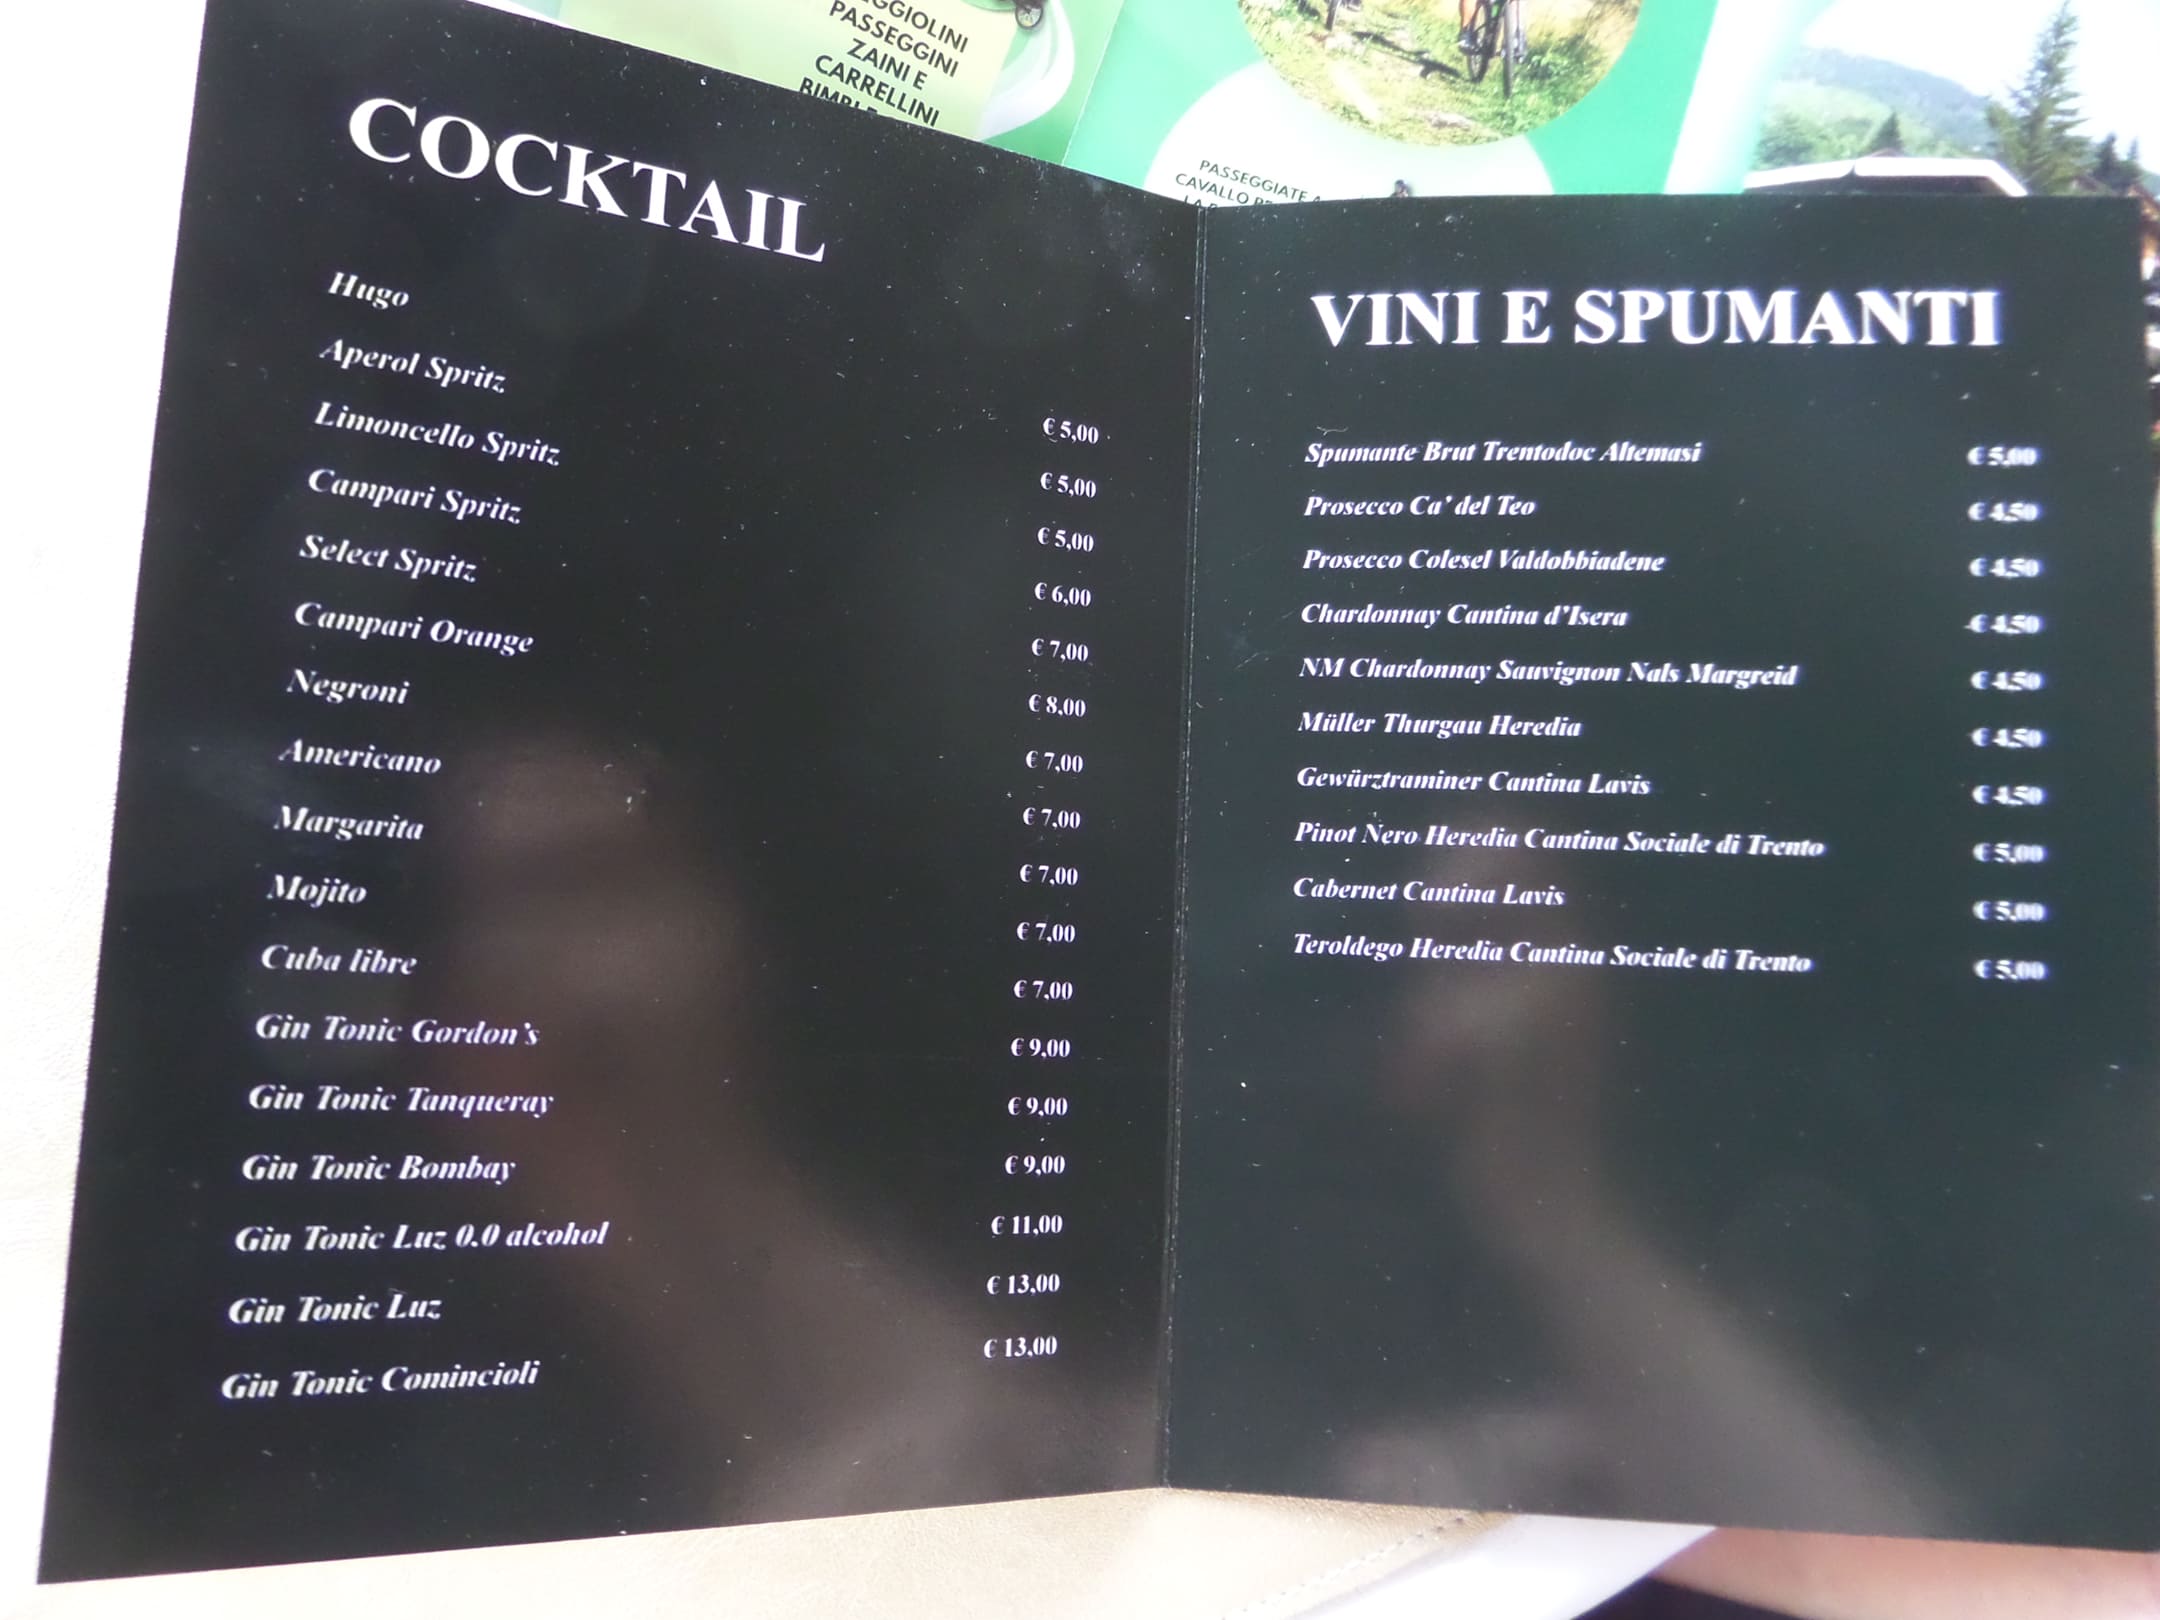 GGIOLINI
PASSEGGINI
ZAINI E
CARRELLINI
PASSEGGIATE A
CAVALLO
COCKTAIL
Hugo
€ 5,00
Aperol Spritz
€ 5,00
Limoncello Spritz
€ 5,00
Campari Spritz
€ 6,00
Select Spritz
€ 7,00
Campari Orange
€ 8,00
Negroni
€ 7,00
Americano
€ 7,00
Margarita
€ 7,00
Mojito
€ 7,00
Cuba libre
€ 7,00
Gin Tonic Gordon's
€ 9,00
Gin Tonic Tanqueray
€ 9,00
Gin Tonic Bombay
€ 9,00
Gin Tonic Luz 0.0 alcohol
€ 11,00
Gin Tonic Luz
€ 13,00
Gin Tonic Comincioli
€ 13,00
VINI E SPUMANTI
Spumante Brut Trentodoc Altemasi € 5,00
Prosecco Ca' del Teo € 4,50
Prosecco Colesel Valdobbiadene € 4,50
Chardonnay Cantina d'Isera € 4,50
NM Chardonnay Sauvignon Nals Margreid € 4,50
Müller Thurgau Heredia € 4,50
Gewürztraminer Cantina Lavis € 4,50
Pinot Nero Heredia Cantina Sociale di Trento € 5,00
Cabernet Cantina Lavis € 5,00
Teroldego Heredia Cantina Sociale di Trento € 5,00